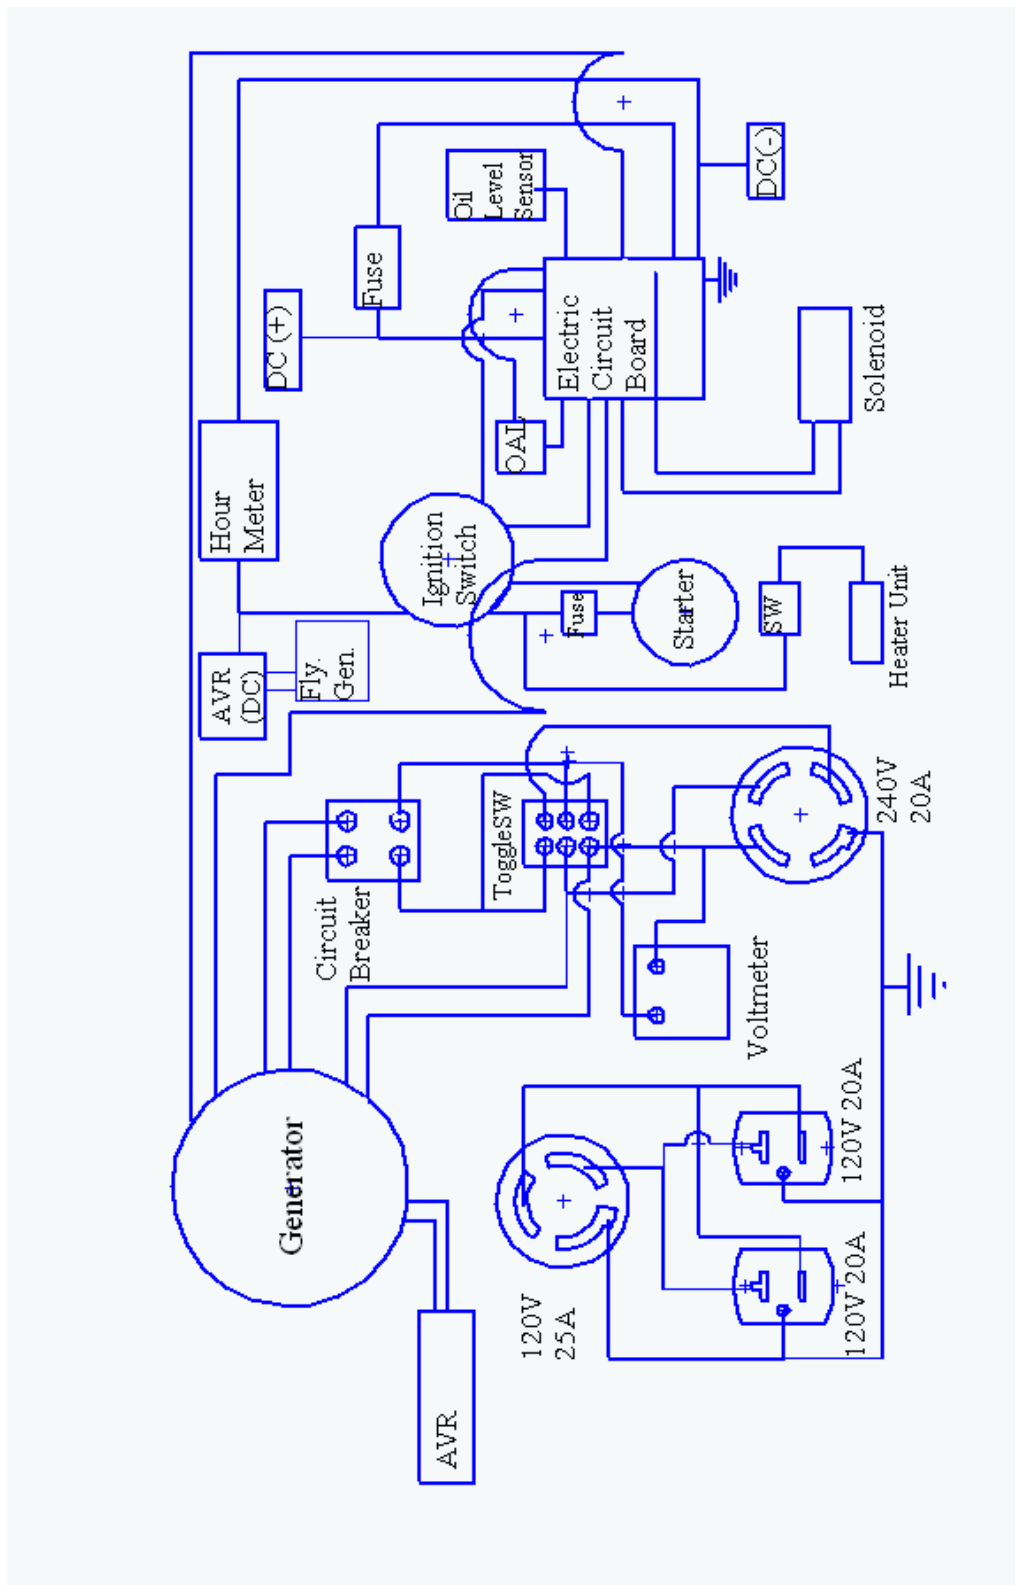 DC(-)
Oil
Level
Sensor
Fuse
DC (+)
Electric
Circuit
Board
Solenoid
OAL
Hour
Meter
Ignition
Switch
Fuse
Starter
SW
Heater Unit
AVR
(DC)
Fly.
Gen.
ToggleSW
240V
20A
Circuit
Breaker
Voltmeter
Generator
120V 20A
120V 20A
120V
25A
AVR